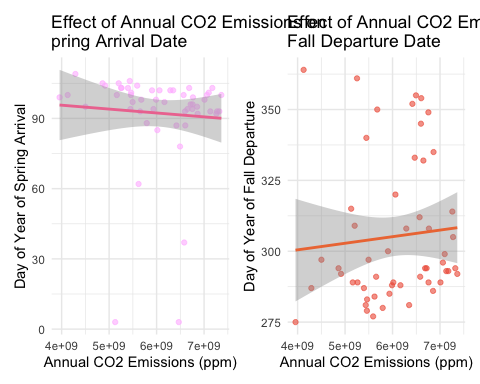 Effect of Annual CO2 Emissions on
pring Arrival Date
Effect of Annual CO2 Em
Fall Departure Date
Day of Year of Spring Arrival
90
60
30
0
4e+09 5e+09 6e+09 7e+09
Annual CO2 Emissions (ppm)
Day of Year of Fall Departure
350
325
300
275
4e+09 5e+09 6e+09 7e+09
Annual CO2 Emissions (ppm)